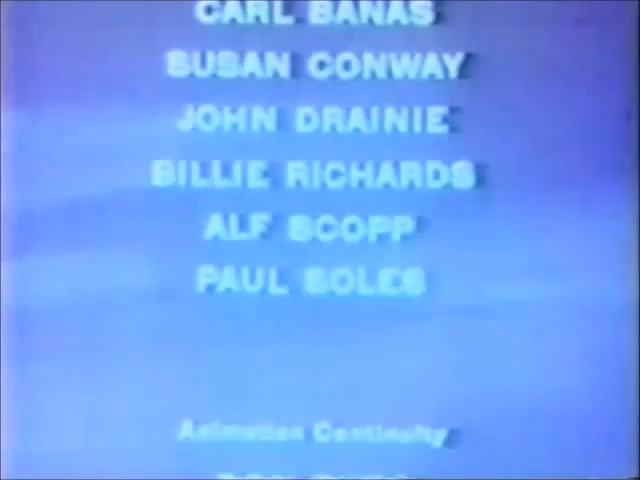 CARL BANAS
SUSAN CONWAY
JOHN DRAINIE
BILLIE RICHARDS
ALF SCOPP
PAUL SOLES
Animation Continuity